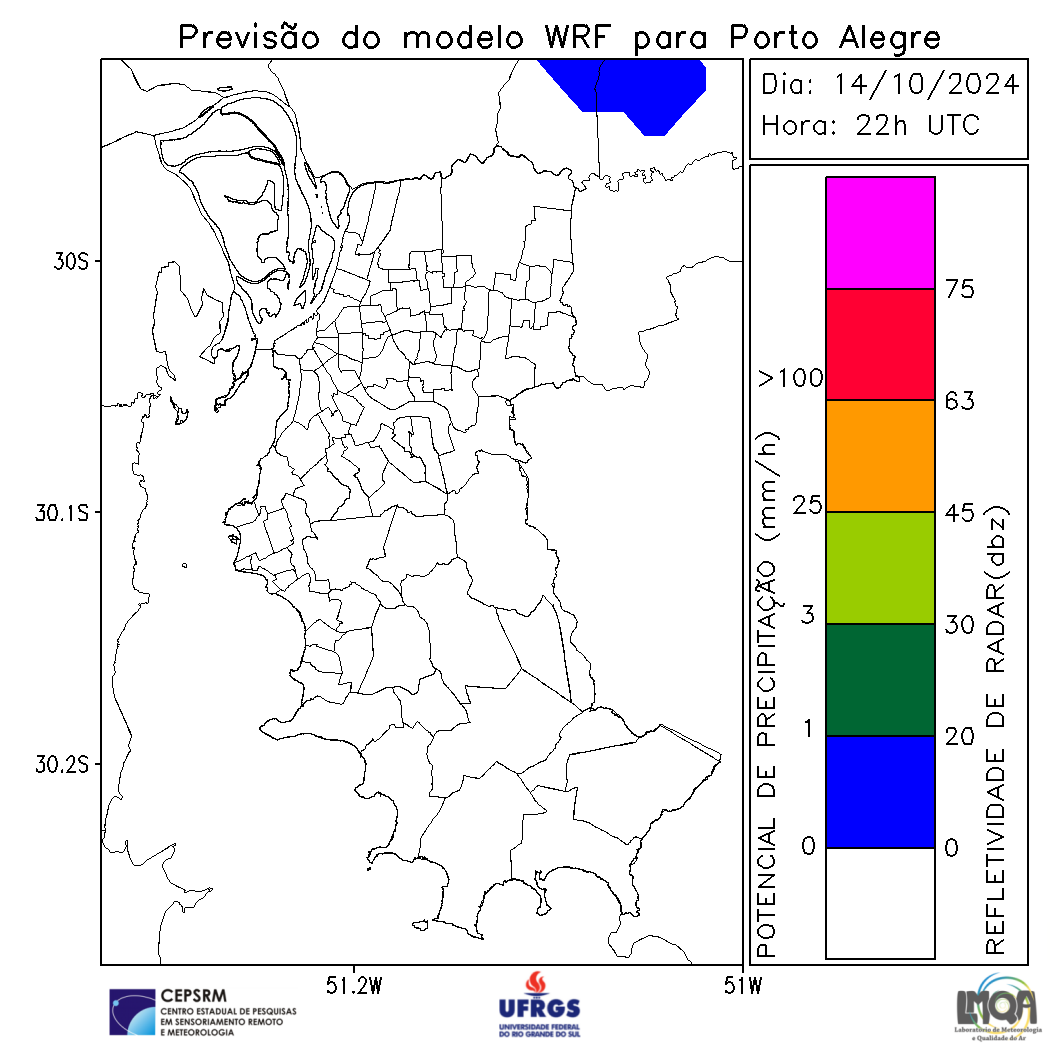 Previsão do modelo WRF para Porto Alegre
Dia: 14/10/2024
Hora: 22h UTC
30S
30.1S
30.2S
51.2W
51W
POTENCIAL DE PRECIPITAÇÃO (mm/h)
>100
25
3
1
0
75
63
45
30
20
0
REFLETIVIDADE DE RADAR(dbz)
CEPSRM
CENTRO ESTADUAL DE PESQUISAS
EM SENSORIAMENTO REMOTO
E METEOROLOGIA
UFRGS
UNIVERSIDADE FEDERAL
DO RIO GRANDE DO SUL
LMQA
Laboratório de Meteorologia
e Qualidade do Ar